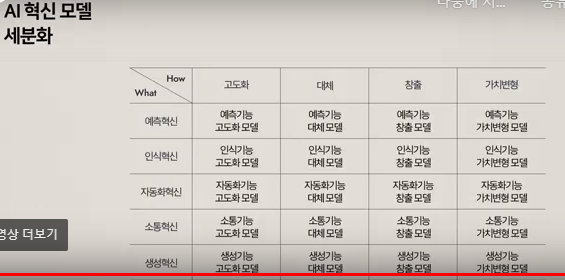 AI 혁신 모델
세분화
How
What
고도화 대체 창출 가치변형
예측혁신
예측기능 고도화 모델
예측기능 대체 모델
예측기능 창출 모델
예측기능 가치변형 모델
인식혁신
인식기능 고도화 모델
인식기능 대체 모델
인식기능 창출 모델
인식기능 가치변형 모델
자동화혁신
자동화기능 고도화 모델
자동화기능 대체 모델
자동화기능 창출 모델
자동화기능 가치변형 모델
소통혁신
소통기능 고도화 모델
소통기능 대체 모델
소통기능 창출 모델
소통기능 가치변형 모델
생성혁신
생성기능 고도화 모델
생성기능 대체 모델
생성기능 창출 모델
생성기능 가치변형 모델
더보기